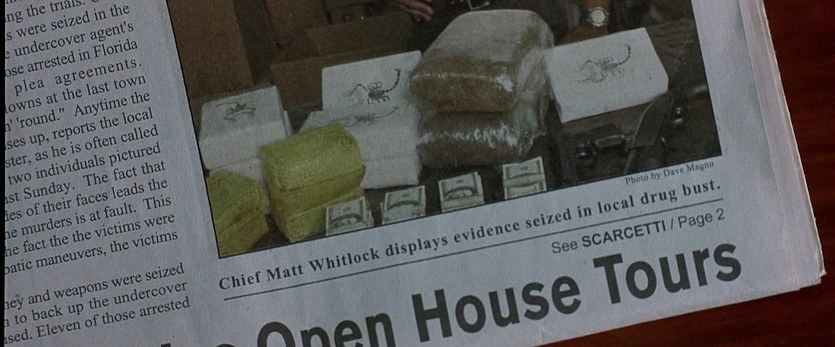 ng the trials.
s were seized in the
undercover agent's
ose arrested in Florida
plea agreements.
owns at the last town
n' 'round." Anytime the
ses up, reports the local
ster, as he is often called
two individuals pictured
st Sunday. The fact that
les of their faces leads the
he murders is at fault. This
he fact the the victims were
batic maneuvers, the victims
ney and weapons were seized
to back up the undercover
sed. Eleven of those arrested
Photo by Dave Magno
Chief Matt Whitlock displays evidence seized in local drug bust.
See SCARCETTI / Page 2
Open House Tours